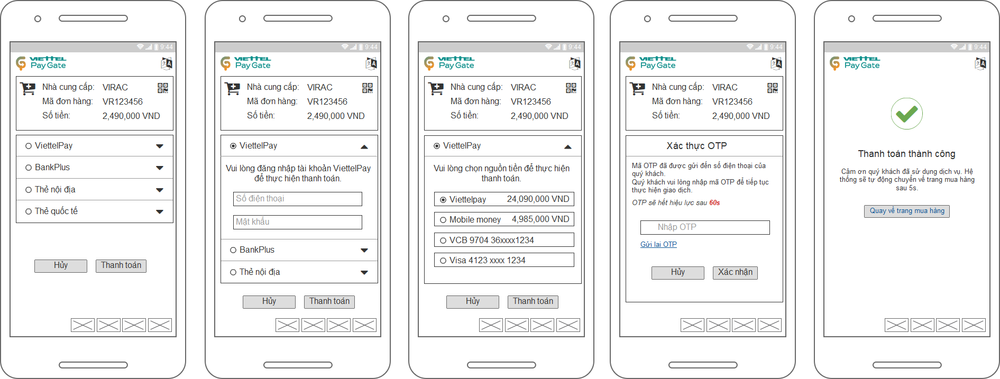 9:44
VIETTEL
Pay Gate
Nhà cung cấp: VIRAC
Mã đơn hàng: VR123456
Số tiền: 2,490,000 VND
ViettelPay
BankPlus
Thẻ nội địa
Thẻ quốc tế
Hủy Thanh toán
9:44
VIETTEL
Pay Gate
Nhà cung cấp: VIRAC
Mã đơn hàng: VR123456
Số tiền: 2,490,000 VND
ViettelPay
Vui lòng đăng nhập tài khoản ViettelPay
để thực hiện thanh toán.
Số điện thoại
Mật khẩu
BankPlus
Thẻ nội địa
Hủy Thanh toán
9:44
VIETTEL
Pay Gate
Nhà cung cấp: VIRAC
Mã đơn hàng: VR123456
Số tiền: 2,490,000 VND
ViettelPay
Vui lòng chọn nguồn tiền để thực hiện
thanh toán.
Viettelpay 24,090,000 VND
Mobile money 4,985,000 VND
VCB 9704 36xxxx1234
Visa 4123 xxxx 1234
Hủy Thanh toán
9:44
VIETTEL
Pay Gate
Nhà cung cấp: VIRAC
Mã đơn hàng: VR123456
Số tiền: 2,490,000 VND
Xác thực OTP
Mã OTP đã được gửi đến số điện thoại của
quý khách.
Quý khách vui lòng nhập mã OTP để tiếp tục
thực hiện giao dịch.
OTP sẽ hết hiệu lực sau 60s
Nhập OTP
Gửi lại OTP
Hủy Xác nhận
9:44
VIETTEL
Pay Gate
Thanh toán thành công
Cảm ơn quý khách đã sử dụng dịch vụ. Hệ
thống sẽ tự động chuyển về trang mua hàng
sau 5s.
Quay về trang mua hàng